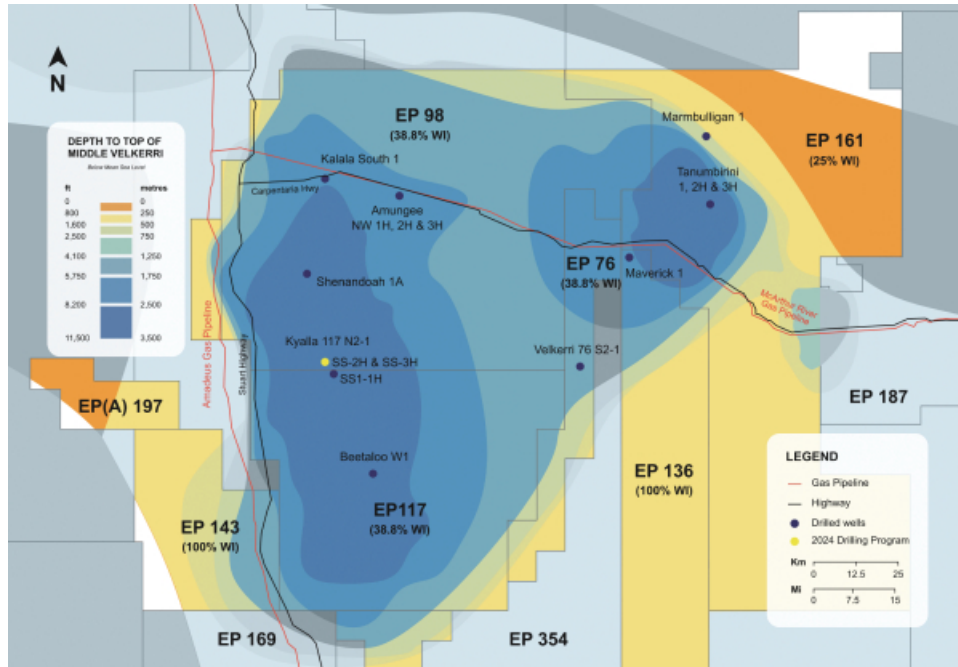 N
DEPTH TO TOP OF
MIDDLE VELKERRI
Below Mean Sea Level
ft
metres
0
0
800
250
1,600
500
2,500
750
4,100
1,250
5,750
1,750
8,200
2,500
11,500
3,500
EP 98
(38.8% WI)
Kalala South 1
Carpentaria Hwy
Amungee
NW 1H, 2H & 3H
Marmbulligan 1
Tanumbirini
1, 2H & 3H
EP 161
(25% WI)
Shenandoah 1A
EP 76
(38.8% WI)
Maverick 1
McArthur River
Gas Pipeline
Amadeus Gas Pipeline
Stuart Highway
Kyalla 117 N2-1
SS-2H & SS-3H
SS1-1H
Velkerri 76 S2-1
EP(A) 197
EP 187
Beetaloo W1
EP117
(38.8% WI)
EP 136
(100% WI)
EP 143
(100% WI)
EP 169
EP 354
LEGEND
Gas Pipeline
Highway
Drilled wells
2024 Drilling Program
Km
0 12.5 25
Mi
0 7.5 15